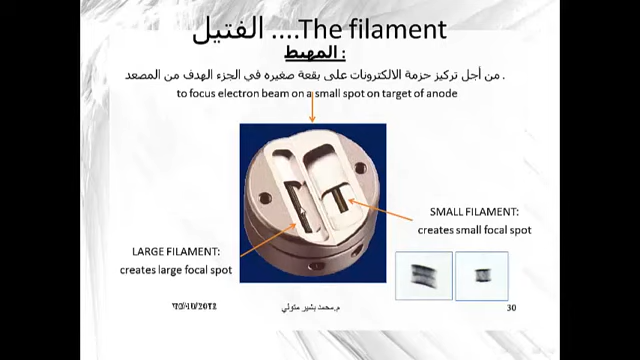 الفتيل ....The filament
المهبط :
من أجل تركيز حزمة الالكترونات على بقعة صغيره في الجزء الهدف من المصعد .
to focus electron beam on a small spot on target of anode
SMALL FILAMENT:
creates small focal spot
LARGE FILAMENT:
creates large focal spot
م.محمد بشير متولي
30